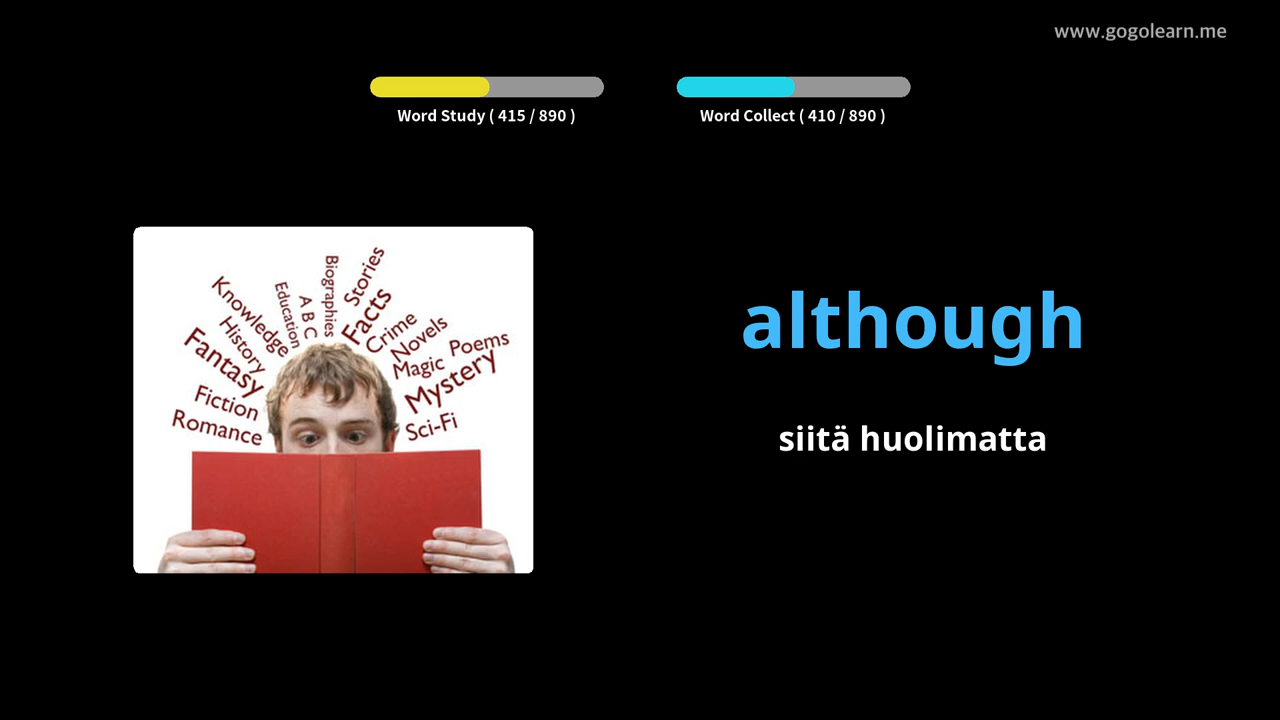 www.gogolearn.me
Word Study ( 415 / 890 )
Word Collect ( 410 / 890 )
although
siitä huolimatta
Biographies
Stories
Education
A B C
Facts
Knowledge
History
Crime
Novels
Poems
Fantasy
Magic
Mystery
Fiction
Romance
Sci-Fi